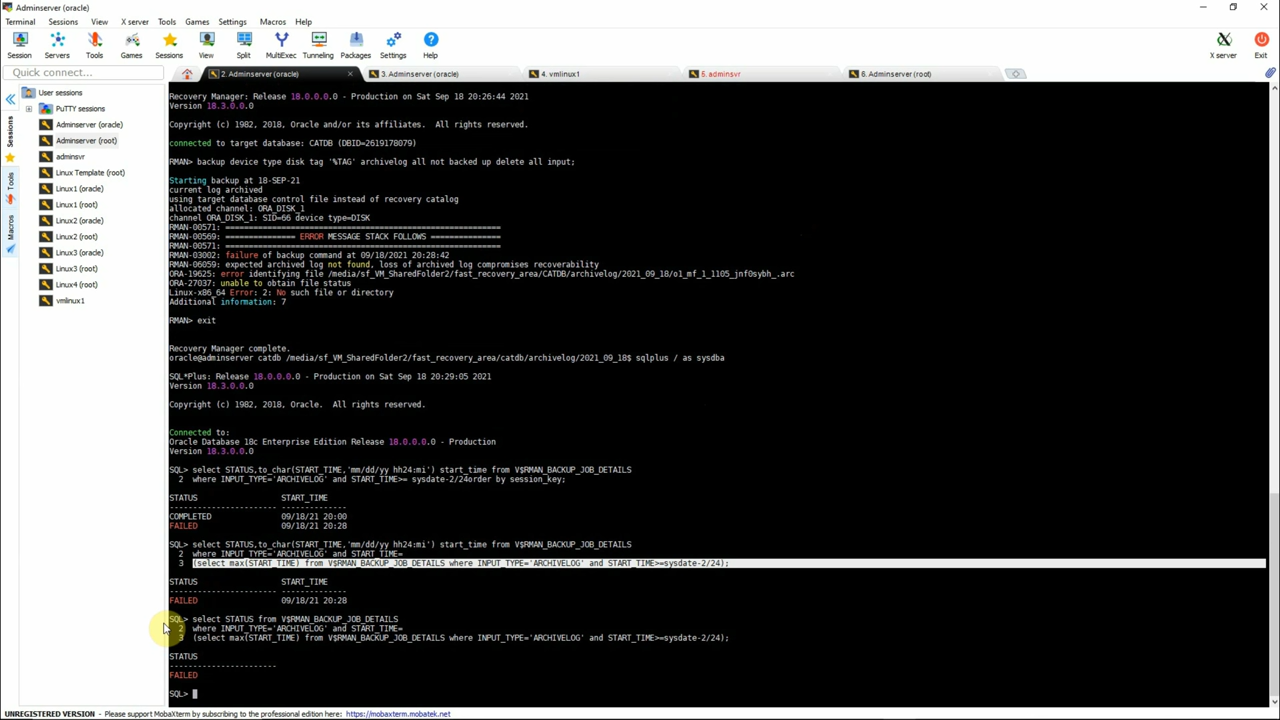 Adminserver (oracle)
Terminal Sessions View X server Tools Games Settings Macros Help
Session Servers Tools Games Sessions View Split MultiExec Tunneling Packages Settings Help X server Exit
Quick connect...
2. Adminserver (oracle)
3. Adminserver (oracle)
4. vmlinux1
5. adminsvr
6. Adminserver (root)
Sessions
Tools
Macros
User sessions
PuTTY sessions
Adminserver (oracle)
Adminserver (root)
adminsvr
Linux Template (root)
Linux1 (oracle)
Linux1 (root)
Linux2 (oracle)
Linux2 (root)
Linux3 (oracle)
Linux3 (root)
Linux4 (root)
vmlinux1
Recovery Manager: Release 18.0.0.0.0 - Production on Sat Sep 18 20:26:44 2021
Version 18.3.0.0.0
Copyright (c) 1982, 2018, Oracle and/or its affiliates.  All rights reserved.
connected to target database: CATDB (DBID=2619178079)
RMAN> backup device type disk tag '%TAG' archivelog all not backed up delete all input;
Starting backup at 18-SEP-21
current log archived
using target database control file instead of recovery catalog
allocated channel: ORA_DISK_1
channel ORA_DISK_1: SID=66 device type=DISK
RMAN-00571: ===========================================================
RMAN-00569: =============== ERROR MESSAGE STACK FOLLOWS ===============
RMAN-00571: ===========================================================
RMAN-03002: failure of backup command at 09/18/2021 20:28:42
RMAN-06059: expected archived log not found, loss of archived log compromises recoverability
ORA-19625: error identifying file /media/sf_VM_SharedFolder2/fast_recovery_area/CATDB/archivelog/2021_09_18/o1_mf_1_1105_jnf0sybh_.arc
ORA-27037: unable to obtain file status
Linux-x86_64 Error: 2: No such file or directory
Additional information: 7
RMAN> exit
Recovery Manager complete.
oracle@adminserver catdb /media/sf_VM_SharedFolder2/fast_recovery_area/catdb/archivelog/2021_09_18$ sqlplus / as sysdba
SQL*Plus: Release 18.0.0.0.0 - Production on Sat Sep 18 20:29:05 2021
Version 18.3.0.0.0
Copyright (c) 1982, 2018, Oracle.  All rights reserved.
Connected to:
Oracle Database 18c Enterprise Edition Release 18.0.0.0.0 - Production
Version 18.3.0.0.0
SQL> select STATUS,to_char(START_TIME,'mm/dd/yy hh24:mi') start_time from V$RMAN_BACKUP_JOB_DETAILS
2  where INPUT_TYPE='ARCHIVELOG' and START_TIME>= sysdate-2/24order by session_key;
STATUS START_TIME
----------------------- --------------
COMPLETED 09/18/21 20:00
FAILED 09/18/21 20:28
SQL> select STATUS,to_char(START_TIME,'mm/dd/yy hh24:mi') start_time from V$RMAN_BACKUP_JOB_DETAILS
2  where INPUT_TYPE='ARCHIVELOG' and START_TIME=
3  (select max(START_TIME) from V$RMAN_BACKUP_JOB_DETAILS where INPUT_TYPE='ARCHIVELOG' and START_TIME>=sysdate-2/24);
STATUS START_TIME
----------------------- --------------
FAILED 09/18/21 20:28
SQL> select STATUS from V$RMAN_BACKUP_JOB_DETAILS
2  where INPUT_TYPE='ARCHIVELOG' and START_TIME=
3  (select max(START_TIME) from V$RMAN_BACKUP_JOB_DETAILS where INPUT_TYPE='ARCHIVELOG' and START_TIME>=sysdate-2/24);
STATUS
-----------------------
FAILED
SQL>
UNREGISTERED VERSION - Please support MobaXterm by subscribing to the professional edition here: https://mobaxterm.mobatek.net